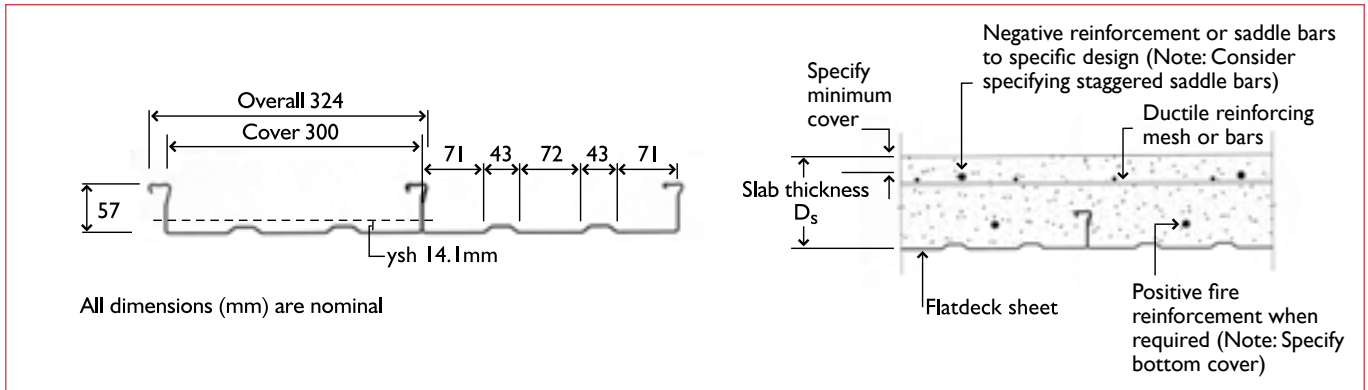 Overall 324
Cover 300
71
43
72
43
71
57
ysh 14.1mm
All dimensions (mm) are nominal
Negative reinforcement or saddle bars
to specific design (Note: Consider
specifying staggered saddle bars)
Specify
minimum
cover
Ductile reinforcing
mesh or bars
Slab thickness
Ds
Flatdeck sheet
Positive fire
reinforcement when
required (Note: Specify
bottom cover)